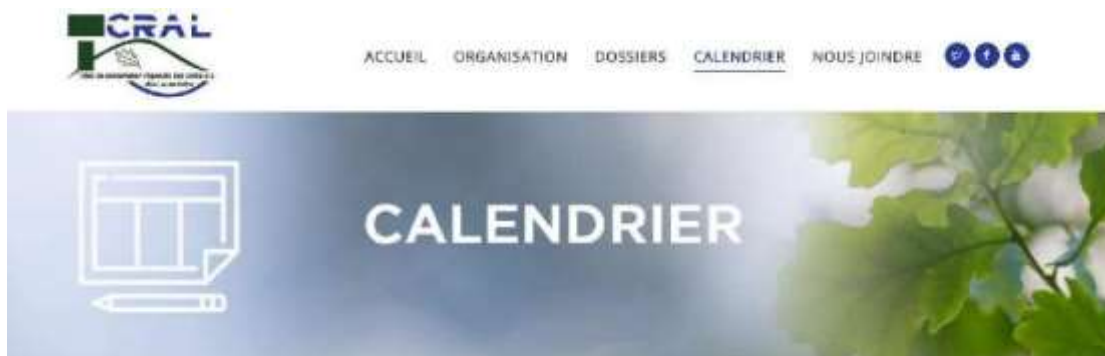 CRAL
ACCUEIL ORGANISATION DOSSIERS CALENDRIER NOUS JOINDRE
CALENDRIER